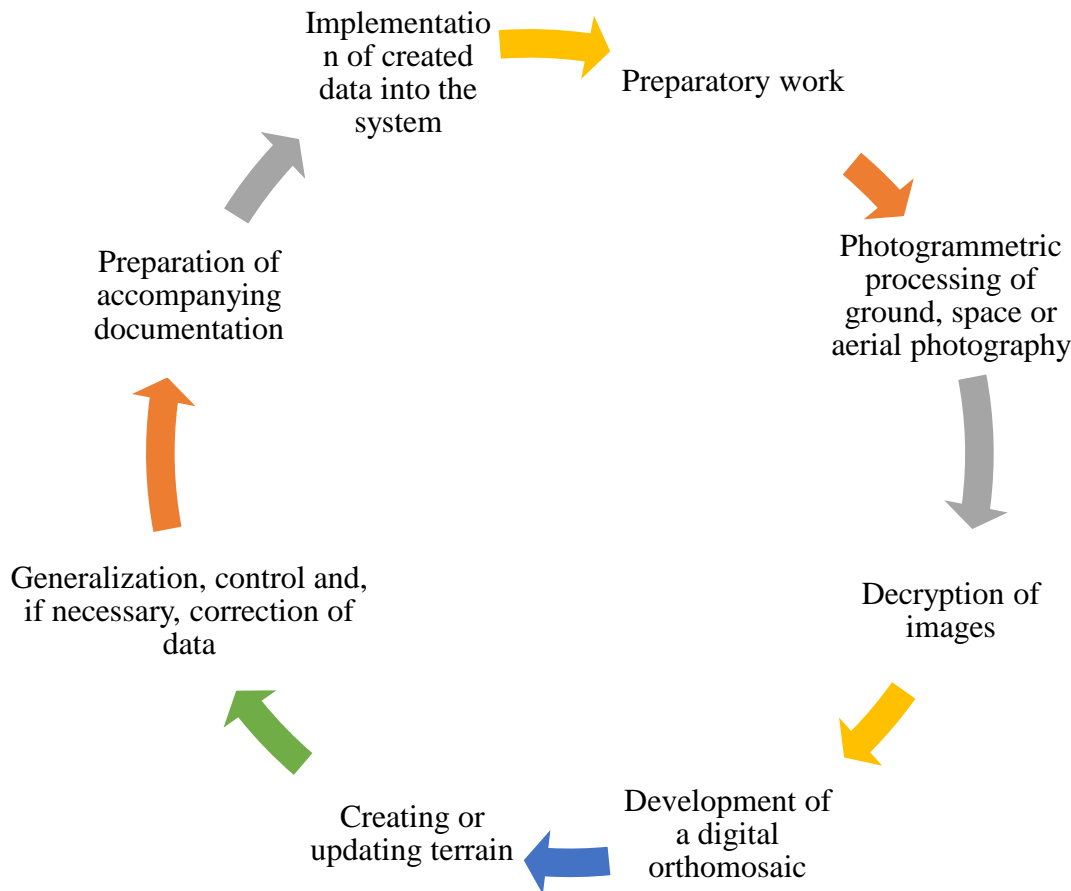 Implementatio
n of created
data into the
system
Preparatory work
Photogrammetric
processing of
ground, space or
aerial photography
Decryption of
images
Development of
a digital
orthomosaic
Creating or
updating terrain
Generalization, control and,
if necessary, correction of
data
Preparation of
accompanying
documentation